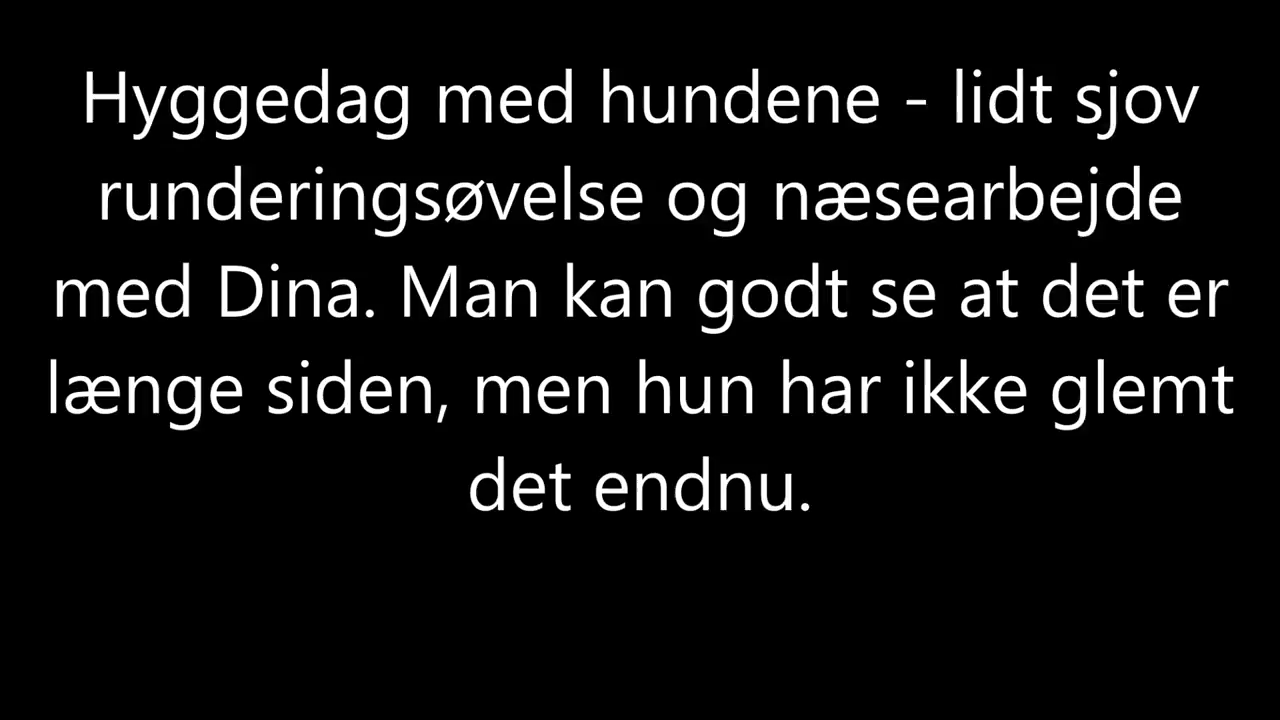 Hyggedag med hundene - lidt sjov
runderingsøvelse og næsearbejde
med Dina. Man kan godt se at det er
længe siden, men hun har ikke glemt
det endnu.